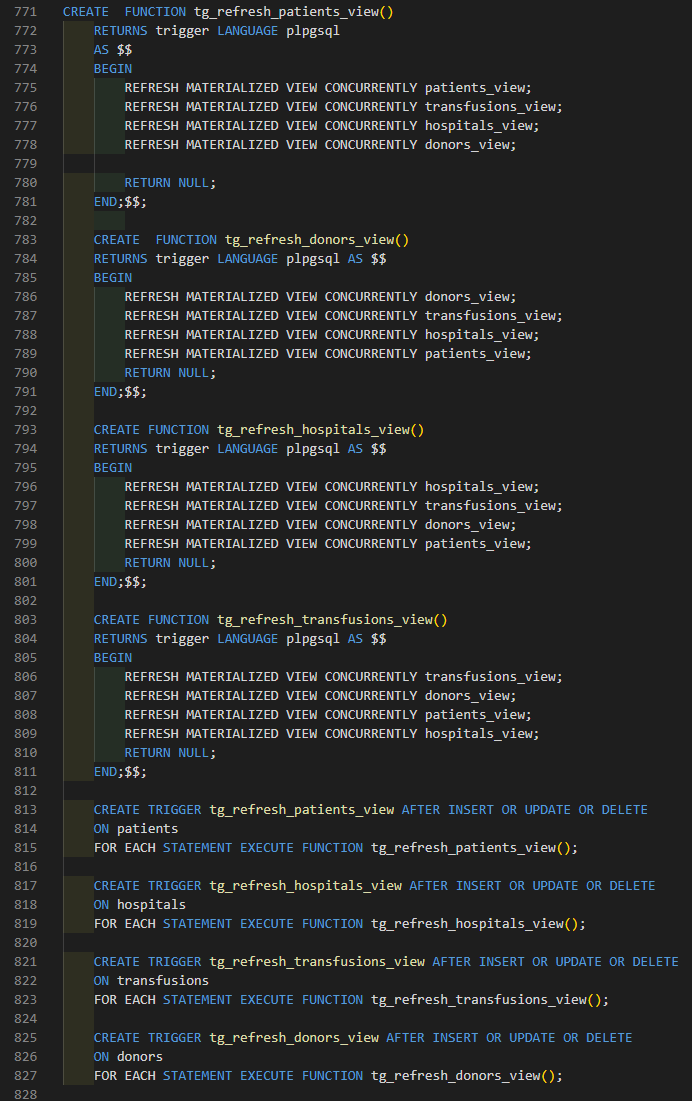 771 CREATE  FUNCTION tg_refresh_patients_view()
772     RETURNS trigger LANGUAGE plpgsql
773     AS $$
774     BEGIN
775         REFRESH MATERIALIZED VIEW CONCURRENTLY patients_view;
776         REFRESH MATERIALIZED VIEW CONCURRENTLY transfusions_view;
777         REFRESH MATERIALIZED VIEW CONCURRENTLY hospitals_view;
778         REFRESH MATERIALIZED VIEW CONCURRENTLY donors_view;
779
780         RETURN NULL;
781     END;$$;
782
783     CREATE  FUNCTION tg_refresh_donors_view()
784     RETURNS trigger LANGUAGE plpgsql AS $$
785     BEGIN
786         REFRESH MATERIALIZED VIEW CONCURRENTLY donors_view;
787         REFRESH MATERIALIZED VIEW CONCURRENTLY transfusions_view;
788         REFRESH MATERIALIZED VIEW CONCURRENTLY hospitals_view;
789         REFRESH MATERIALIZED VIEW CONCURRENTLY patients_view;
790         RETURN NULL;
791     END;$$;
792
793     CREATE FUNCTION tg_refresh_hospitals_view()
794     RETURNS trigger LANGUAGE plpgsql AS $$
795     BEGIN
796         REFRESH MATERIALIZED VIEW CONCURRENTLY hospitals_view;
797         REFRESH MATERIALIZED VIEW CONCURRENTLY transfusions_view;
798         REFRESH MATERIALIZED VIEW CONCURRENTLY donors_view;
799         REFRESH MATERIALIZED VIEW CONCURRENTLY patients_view;
800         RETURN NULL;
801     END;$$;
802
803     CREATE FUNCTION tg_refresh_transfusions_view()
804     RETURNS trigger LANGUAGE plpgsql AS $$
805     BEGIN
806         REFRESH MATERIALIZED VIEW CONCURRENTLY transfusions_view;
807         REFRESH MATERIALIZED VIEW CONCURRENTLY donors_view;
808         REFRESH MATERIALIZED VIEW CONCURRENTLY patients_view;
809         REFRESH MATERIALIZED VIEW CONCURRENTLY hospitals_view;
810         RETURN NULL;
811     END;$$;
812
813     CREATE TRIGGER tg_refresh_patients_view AFTER INSERT OR UPDATE OR DELETE
814     ON patients
815     FOR EACH STATEMENT EXECUTE FUNCTION tg_refresh_patients_view();
816
817     CREATE TRIGGER tg_refresh_hospitals_view AFTER INSERT OR UPDATE OR DELETE
818     ON hospitals
819     FOR EACH STATEMENT EXECUTE FUNCTION tg_refresh_hospitals_view();
820
821     CREATE TRIGGER tg_refresh_transfusions_view AFTER INSERT OR UPDATE OR DELETE
822     ON transfusions
823     FOR EACH STATEMENT EXECUTE FUNCTION tg_refresh_transfusions_view();
824
825     CREATE TRIGGER tg_refresh_donors_view AFTER INSERT OR UPDATE OR DELETE
826     ON donors
827     FOR EACH STATEMENT EXECUTE FUNCTION tg_refresh_donors_view();
828